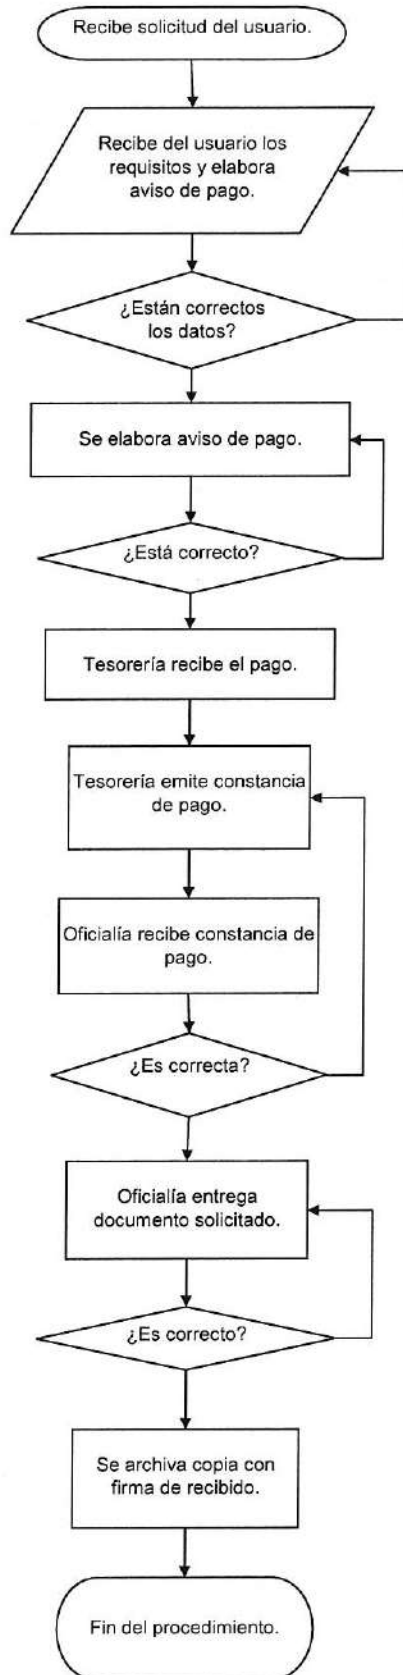 Recibe solicitud del usuario.
Recibe del usuario los
requisitos y elabora
aviso de pago.
¿Están correctos
los datos?
Se elabora aviso de pago.
¿Está correcto?
Tesorería recibe el pago.
Tesorería emite constancia
de pago.
Oficialía recibe constancia de
pago.
¿Es correcta?
Oficialía entrega
documento solicitado.
¿Es correcto?
Se archiva copia con
firma de recibido.
Fin del procedimiento.